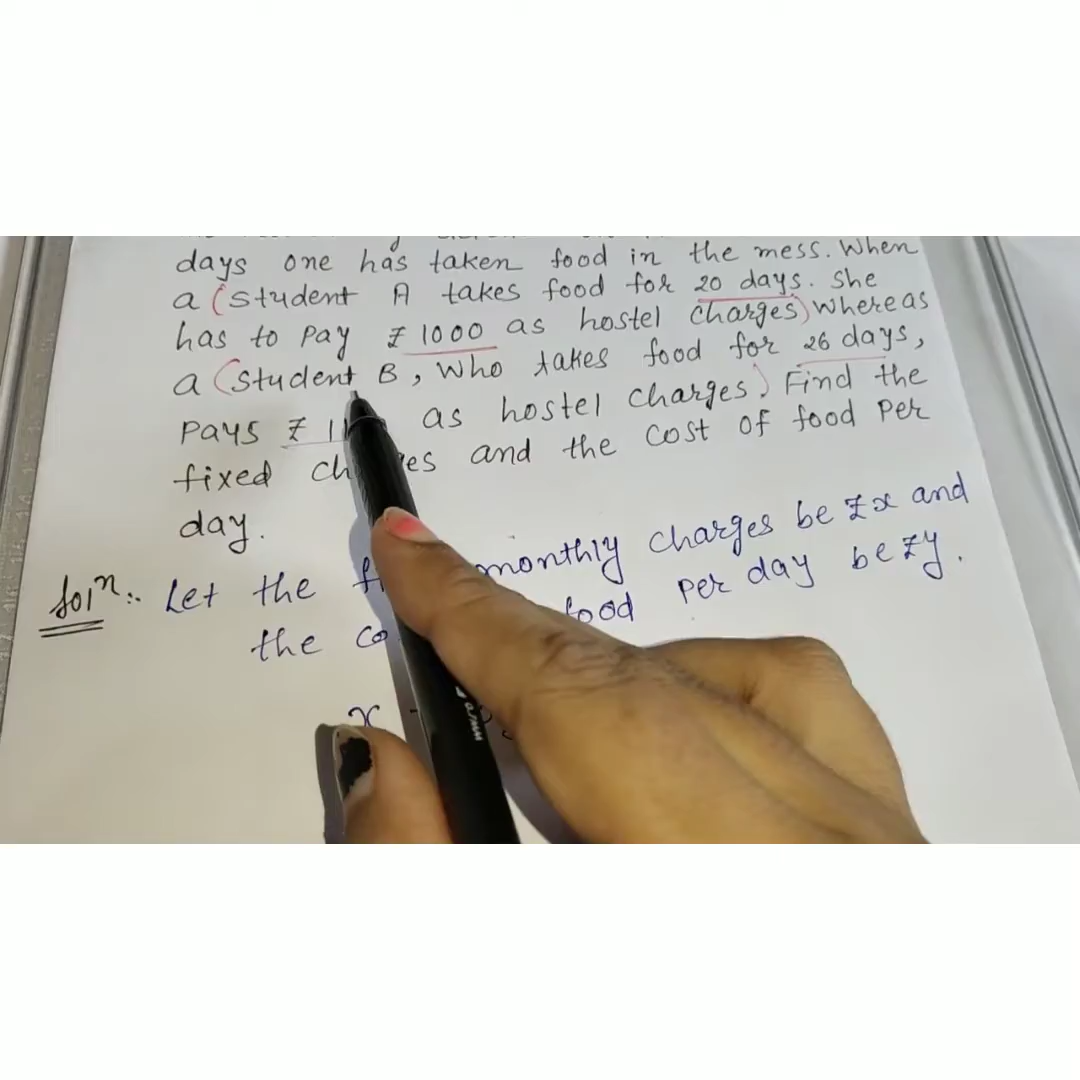 days one has taken food in the mess. When
a (student A takes food for 20 days. She
has to pay ₹ 1000 as hostel charges) whereas
a (student B, who takes food for 26 days,
pays ₹ as hostel charges.) Find the
fixed and the cost of food per
day.
Soln:. Let the monthly charges be ₹x and
the food per day be ₹y.
x